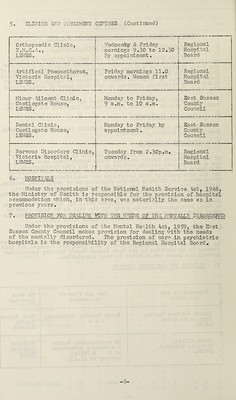 5. CLINICS AND TREATMENT CENTRES (Continued)
Orthopaedic Clinic, Wednesday & Friday Regional
Y.M.C.A., mornings 9.30 to 12.30 Hospital
LEWES. By appointment. Board
Artificial Pneumothorax, Friday mornings 11.0 Regional
Victoria Hospital, onwards. Women first Hospital
LEWES. Board
Minor Ailment Clinic, Monday to Friday, East Sussex
Castlegate House, 9 a.m. to 10 a.m. County
LEWES. Council
Dental Clinic, Monday to Friday by East Sussex
Castlegate House, appointment. County
LEWES. Council
Nervous Disorders Clinic, Tuesday from 2.30p.m. Regional
Victoria Hospital, onwards. Hospital
LEWES. Board
6. HOSPITALS
Under the provisions of the National Health Service Act, 1946,
the Ministry of Health is responsible for the provision of hospital
accommodation which, in this area, was materially the same as in
previous years.
7. PROVISION FOR DEALING WITH THE NEEDS OF THE MENTALLY DISORDERED
Under the provisions of the Mental Health Act, 1959, the East
Sussex County Council makes provision for dealing with the needs
of the mentally disordered. The provision of care in psychiatric
hospitals is the responsibility of the Regional Hospital Board.